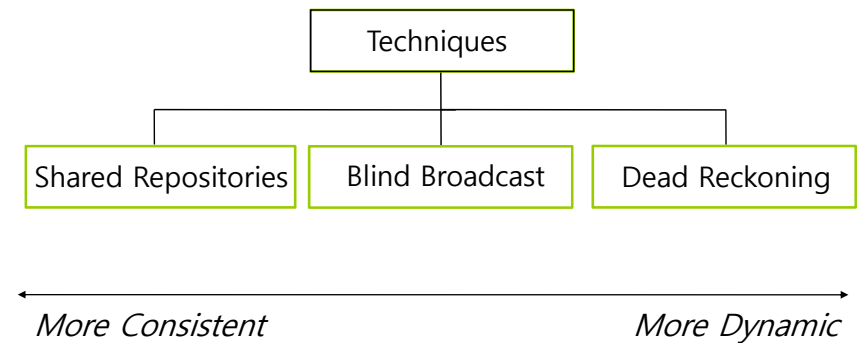 Techniques
Shared Repositories
Blind Broadcast
Dead Reckoning
More Consistent
More Dynamic